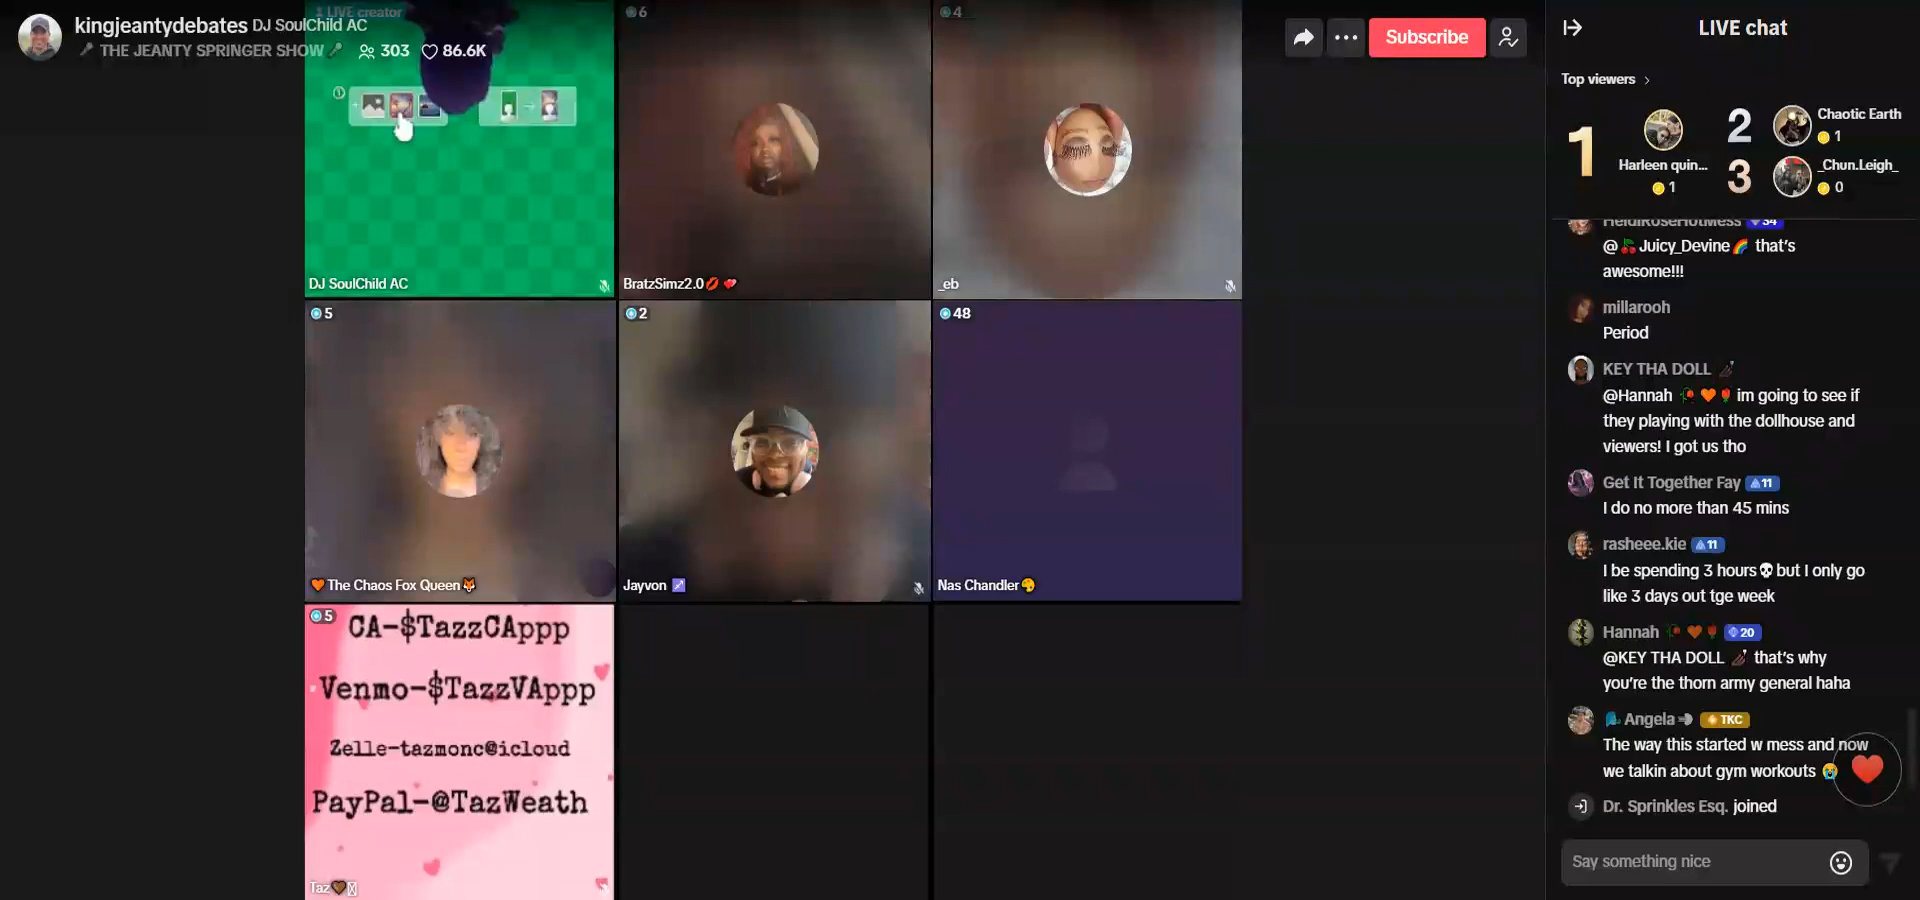 kingjeantydebates DJ SoulChild AC
🎤 THE JEANTY SPRINGER SHOW 🎤 303 86.6K
LIVE creator
①
DJ SoulChild AC
6
BratzSimz2.0💋 💕
4
_eb
5
🧡The Chaos Fox Queen🦊
2
Jayvon ♐
48
Nas Chandler🎨
5
CA-$TazzCAppp
Venmo-$TazzVAppp
Zelle-tazmonc@icloud
PayPal-@TazWeath
Taz🤎
Subscribe
LIVE chat
Top viewers
1
Harleen quin...
1
2
Chaotic Earth
1
3
_Chun.Leigh_
0
HeidiRoseHotMess 34
@🍒Juicy_Devine🌈 that's
awesome!!!
millarooh
Period
KEY THA DOLL 💅🏿
@Hannah 🥀🧡🌹 im going to see if
they playing with the dollhouse and
viewers! I got us tho
Get It Together Fay 11
I do no more than 45 mins
rasheee.kie 11
I be spending 3 hours💀but I only go
like 3 days out tge week
Hannah 🥀🧡🌹 20
@KEY THA DOLL 💅🏿 that's why
you're the thorn army general haha
Angela TKC
The way this started w mess and now
we talkin about gym workouts 😭
Dr. Sprinkles Esq. joined
Say something nice